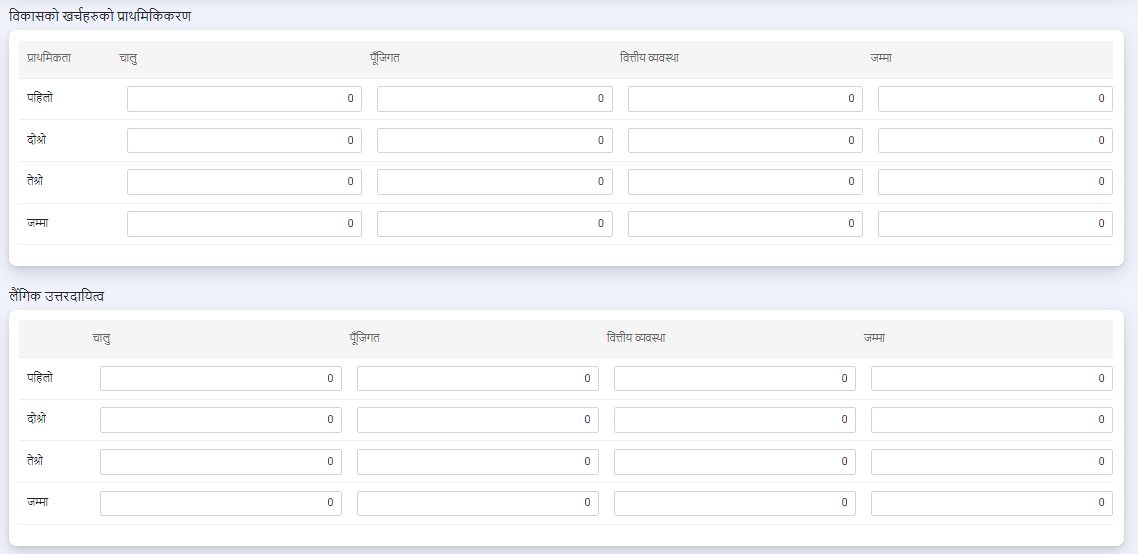 विकासको खर्चहरुको प्राथमिकिकरण
प्राथमिकता चालु पूँजिगत वित्तीय व्यवस्था जम्मा
पहिलो 0 0 0 0
दोश्रो 0 0 0 0
तेश्रो 0 0 0 0
जम्मा 0 0 0 0
लैंगिक उत्तरदायित्व
चालु पूँजिगत वित्तीय व्यवस्था जम्मा
पहिलो 0 0 0 0
दोश्रो 0 0 0 0
तेश्रो 0 0 0 0
जम्मा 0 0 0 0